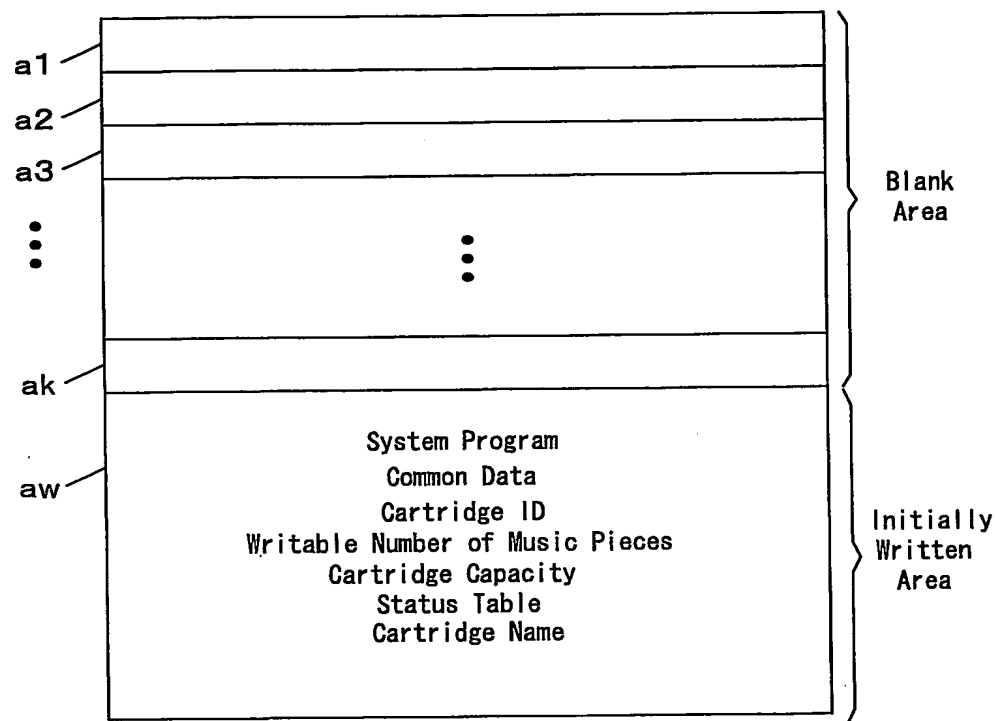 a1
a2
a3
Blank
Area
ak
aw
System Program
Common Data
Cartridge ID
Writable Number of Music Pieces
Cartridge Capacity
Status Table
Cartridge Name
Initially
Written
Area